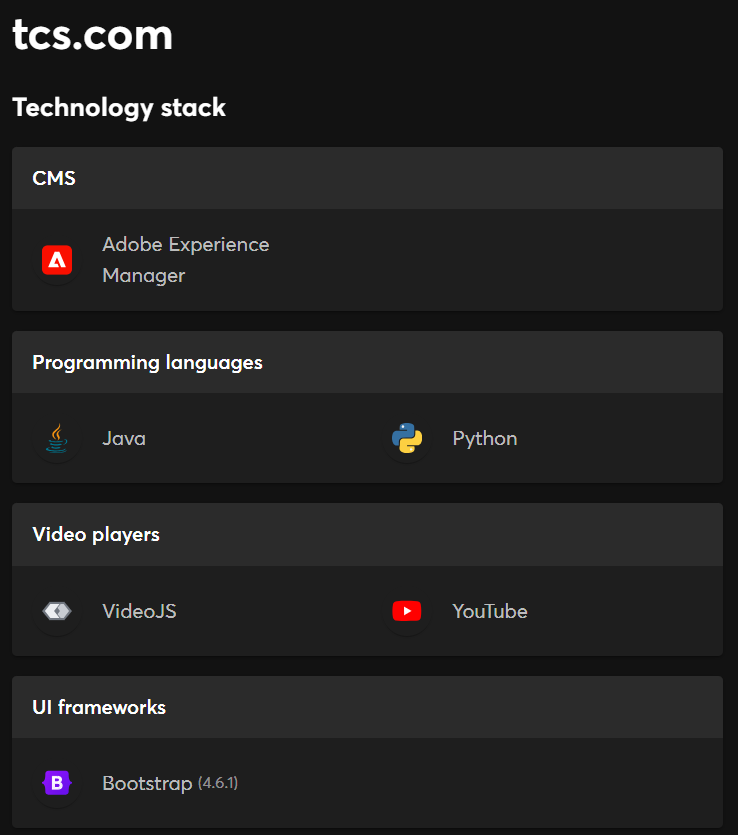 tcs.com
Technology stack
CMS
Adobe Experience
Manager
Programming languages
Java
Python
Video players
VideoJS
YouTube
UI frameworks
B
Bootstrap (4.6.1)